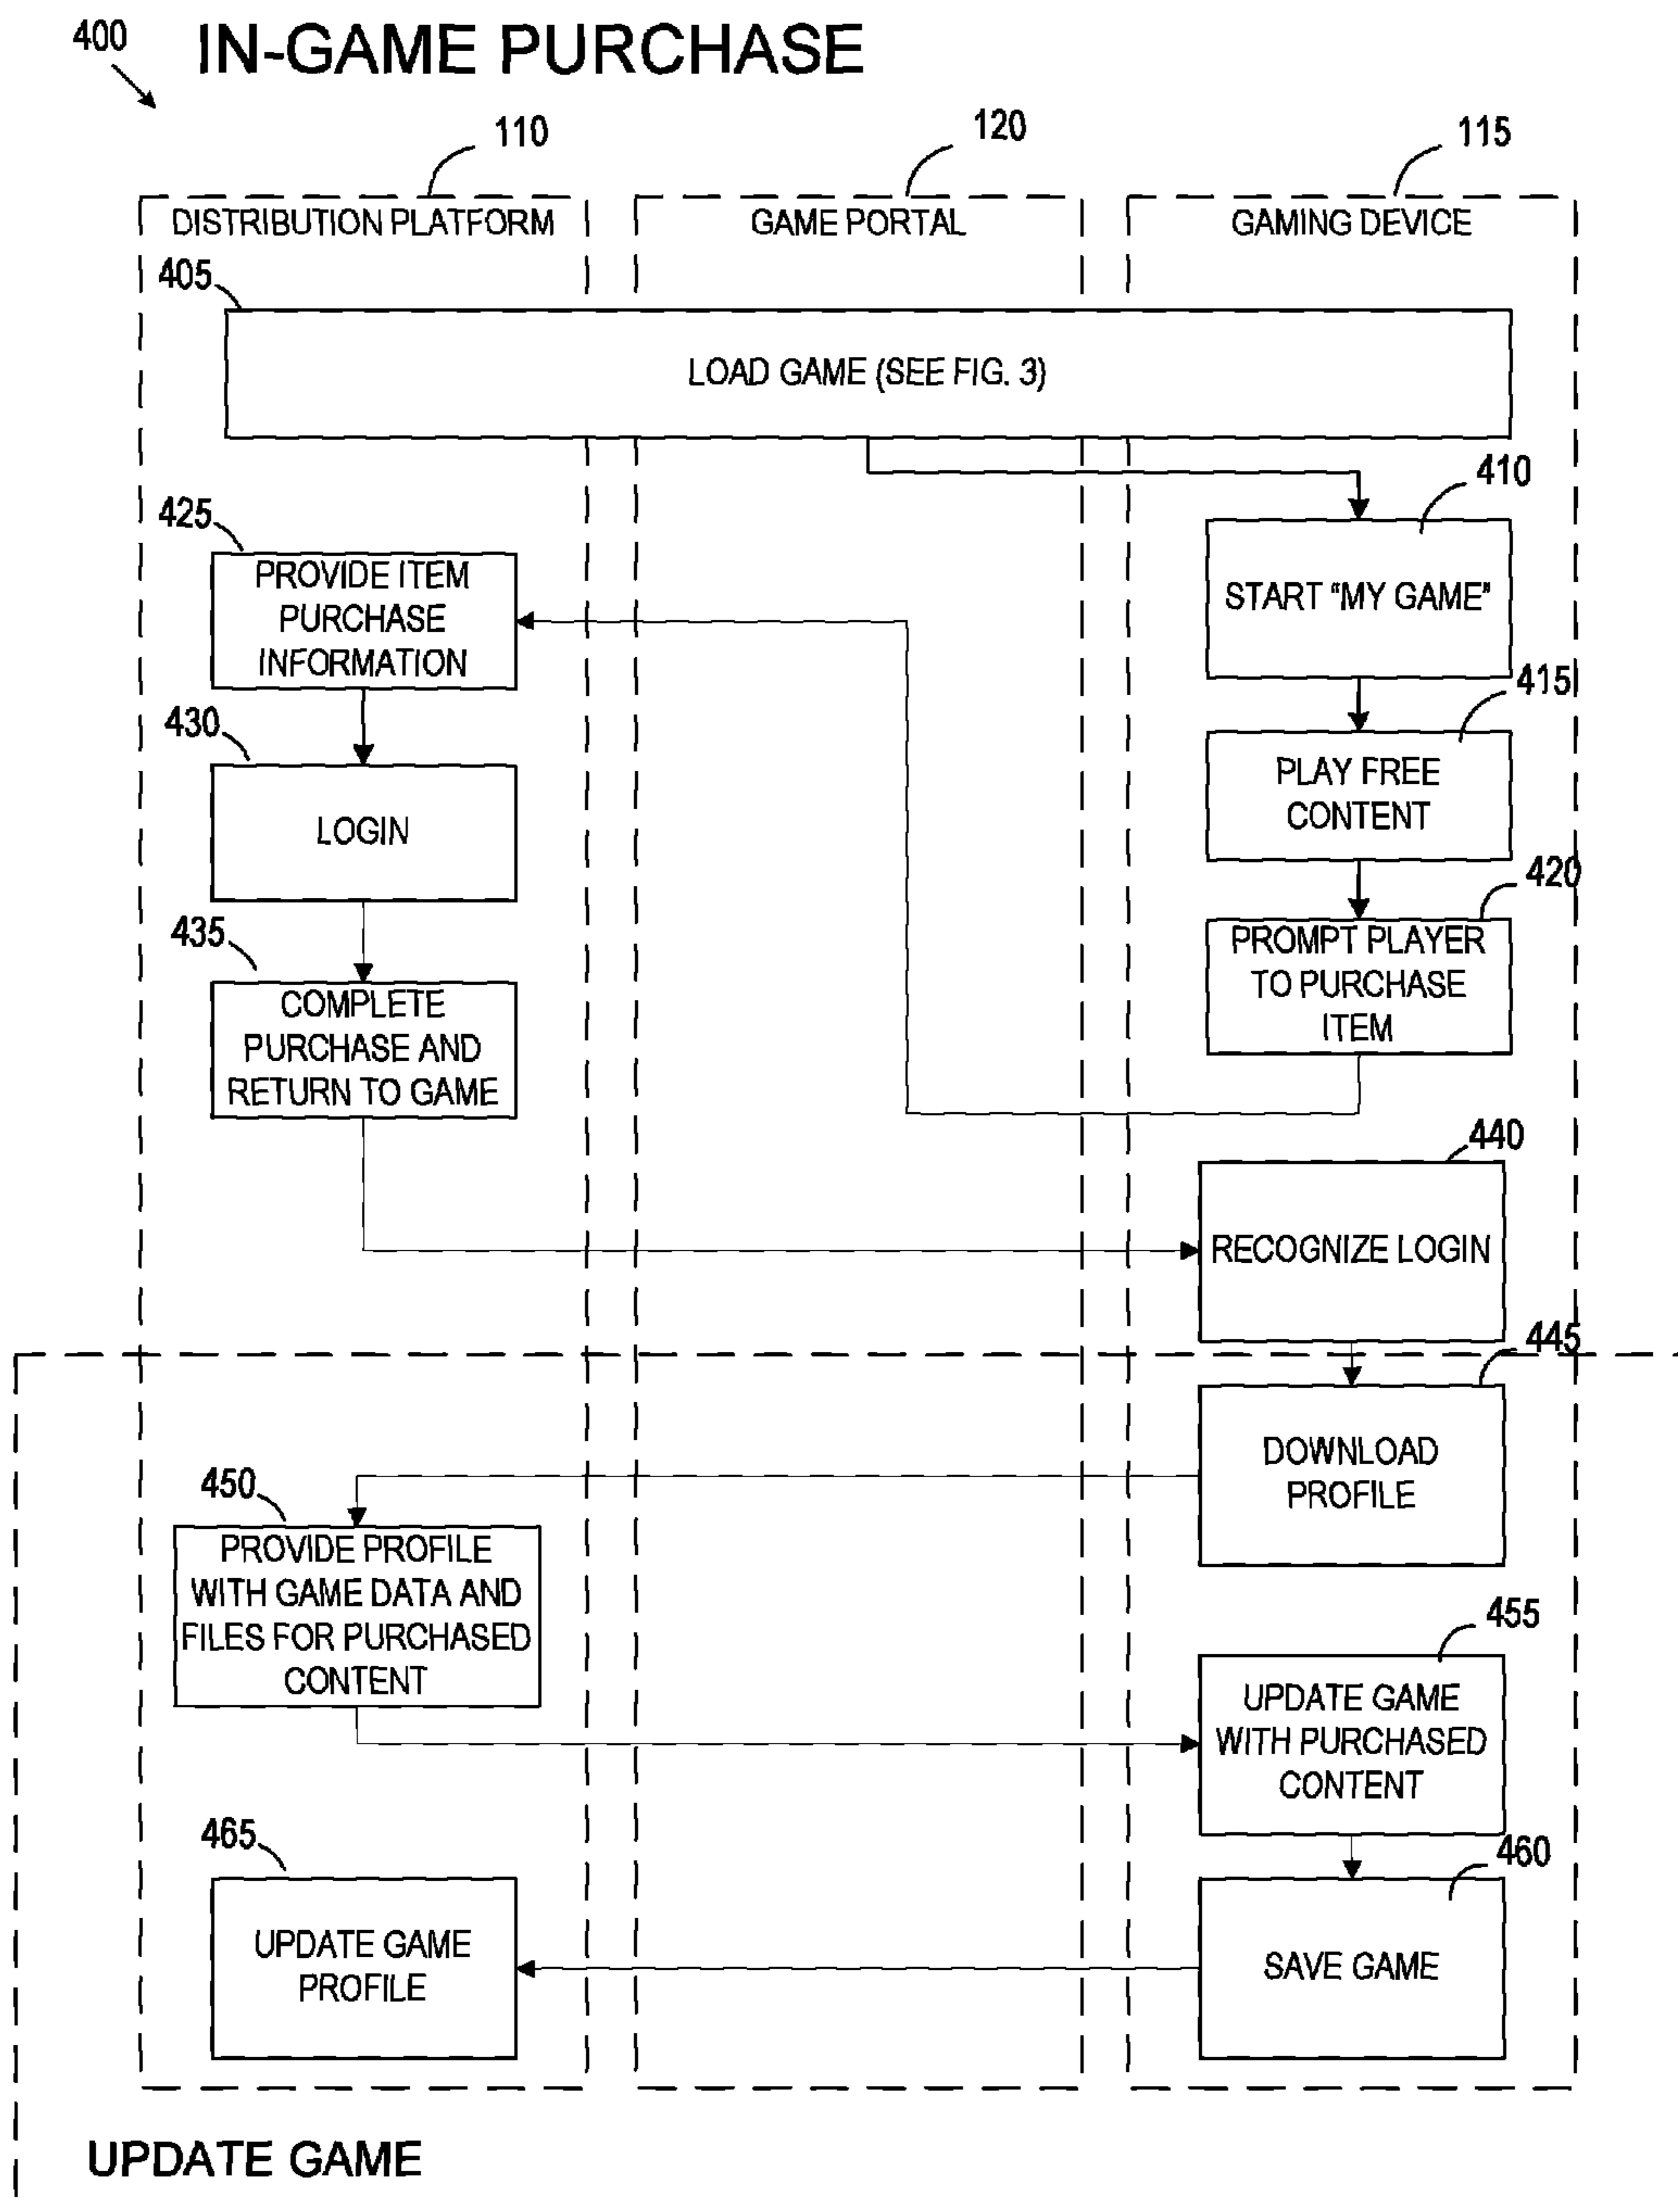 400
IN-GAME PURCHASE
110
120
115
DISTRIBUTION PLATFORM
GAME PORTAL
GAMING DEVICE
405
LOAD GAME (SEE FIG. 3)
410
START “MY GAME”
425
PROVIDE ITEM
PURCHASE
INFORMATION
415
PLAY FREE
CONTENT
430
LOGIN
420
PROMPT PLAYER
TO PURCHASE
ITEM
435
COMPLETE
PURCHASE AND
RETURN TO GAME
440
RECOGNIZE LOGIN
445
DOWNLOAD
PROFILE
450
PROVIDE PROFILE
WITH GAME DATA AND
FILES FOR PURCHASED
CONTENT
455
UPDATE GAME
WITH PURCHASED
CONTENT
460
SAVE GAME
465
UPDATE GAME
PROFILE
UPDATE GAME